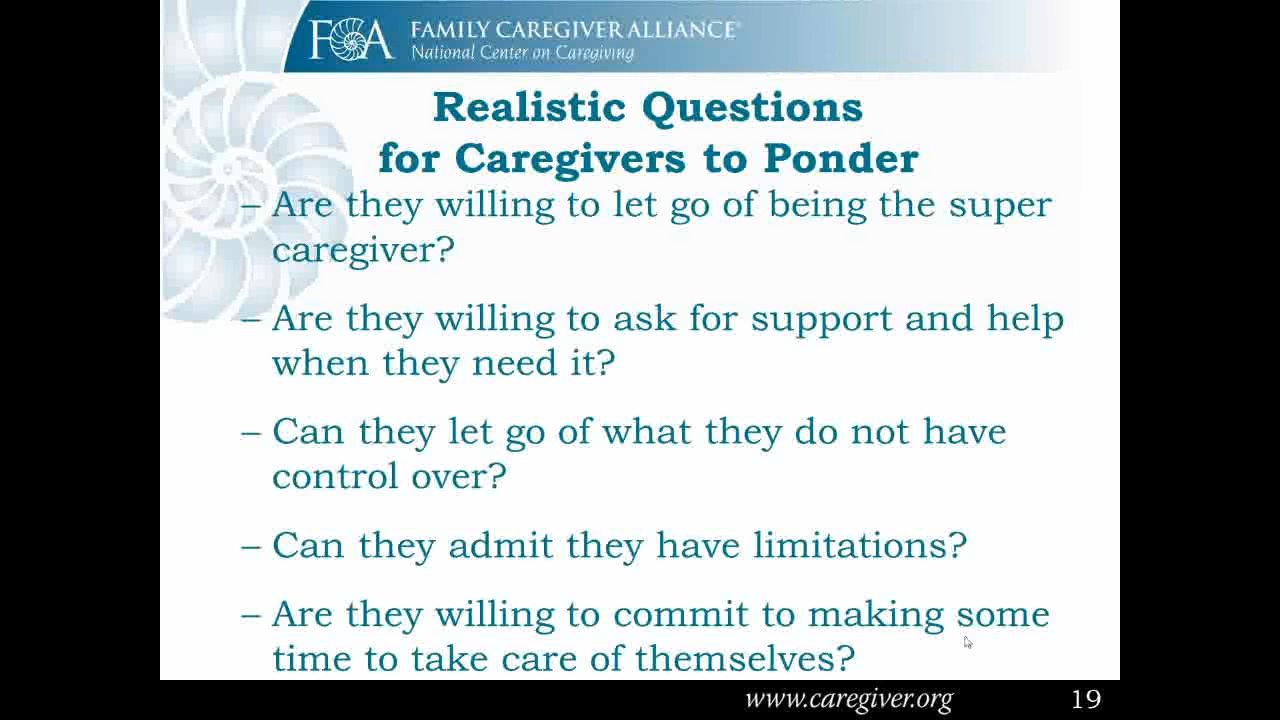 FCA FAMILY CAREGIVER ALLIANCE®
National Center on Caregiving
Realistic Questions
for Caregivers to Ponder
– Are they willing to let go of being the super
caregiver?
– Are they willing to ask for support and help
when they need it?
– Can they let go of what they do not have
control over?
– Can they admit they have limitations?
– Are they willing to commit to making some
time to take care of themselves?
www.caregiver.org 19